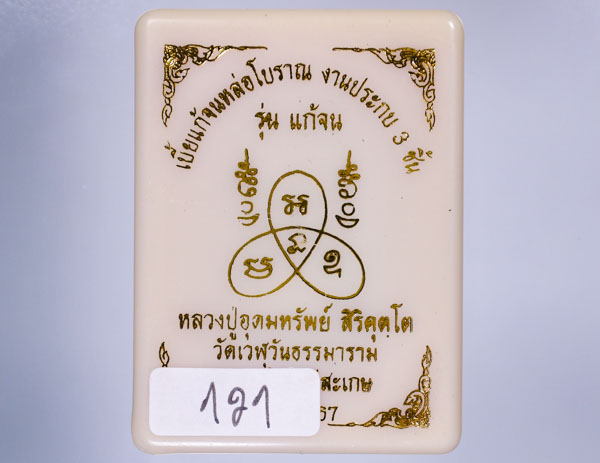 เบี้ยแก้จนหล่อโบราณ งานประกบ 3 ชิ้น
รุ่น แก้จน
หลวงปู่อุดมทรัพย์ สิริคุตฺโต
วัดเวฬุวันธรรมาราม
สะเกษ
67
121